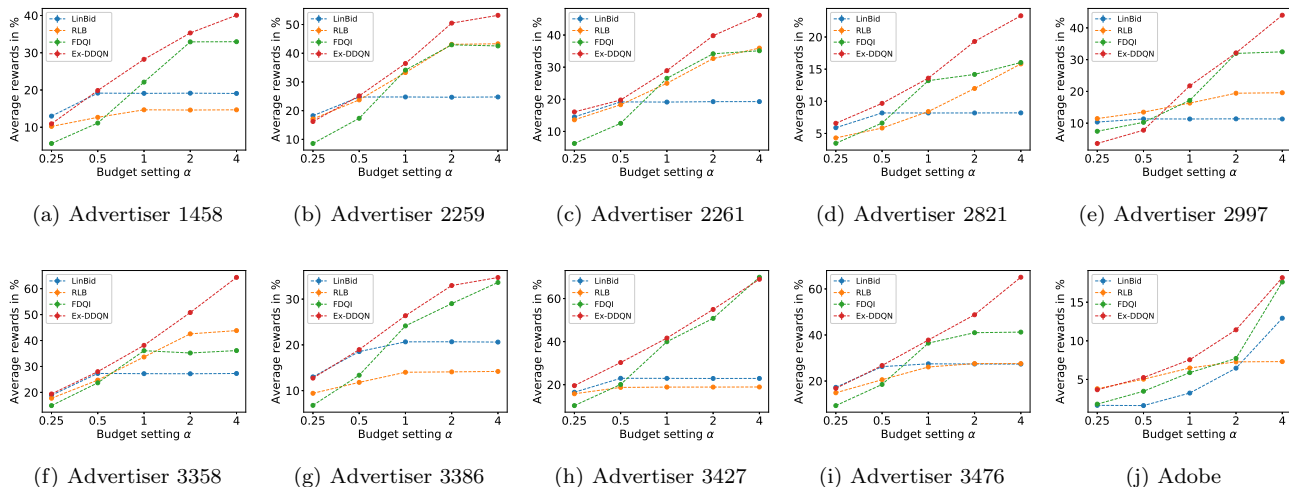 Average rewards in %
40
30
20
10
LinBid
RLB
FDQI
Ex-DDQN
0.25 0.5 1 2 4
Budget setting α
(a) Advertiser 1458
Average rewards in %
50
40
30
20
10
LinBid
RLB
FDQI
Ex-DDQN
0.25 0.5 1 2 4
Budget setting α
(b) Advertiser 2259
Average rewards in %
40
30
20
10
LinBid
RLB
FDQI
Ex-DDQN
0.25 0.5 1 2 4
Budget setting α
(c) Advertiser 2261
Average rewards in %
20
15
10
5
LinBid
RLB
FDQI
Ex-DDQN
0.25 0.5 1 2 4
Budget setting α
(d) Advertiser 2821
Average rewards in %
40
30
20
10
LinBid
RLB
FDQI
Ex-DDQN
0.25 0.5 1 2 4
Budget setting α
(e) Advertiser 2997
Average rewards in %
60
50
40
30
20
LinBid
RLB
FDQI
Ex-DDQN
0.25 0.5 1 2 4
Budget setting α
(f) Advertiser 3358
Average rewards in %
30
20
10
LinBid
RLB
FDQI
Ex-DDQN
0.25 0.5 1 2 4
Budget setting α
(g) Advertiser 3386
Average rewards in %
60
40
20
LinBid
RLB
FDQI
Ex-DDQN
0.25 0.5 1 2 4
Budget setting α
(h) Advertiser 3427
Average rewards in %
60
40
20
LinBid
RLB
FDQI
Ex-DDQN
0.25 0.5 1 2 4
Budget setting α
(i) Advertiser 3476
Average rewards in %
15
10
5
LinBid
RLB
FDQI
Ex-DDQN
0.25 0.5 1 2 4
Budget setting α
(j) Adobe